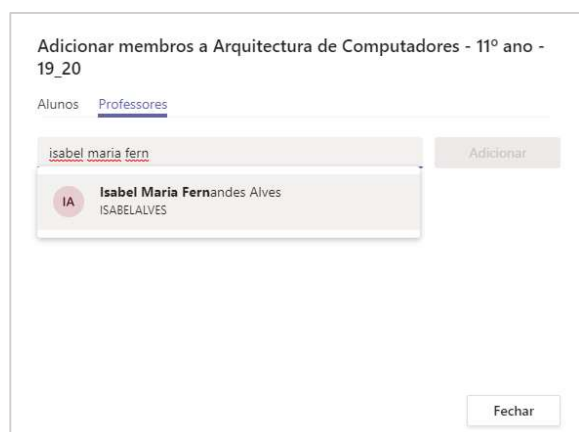 Adicionar membros a Arquitectura de Computadores - 11º ano -
19_20
Alunos Professores
isabel maria fern Adicionar
IA
Isabel Maria Fernandes Alves
ISABELALVES
Fechar